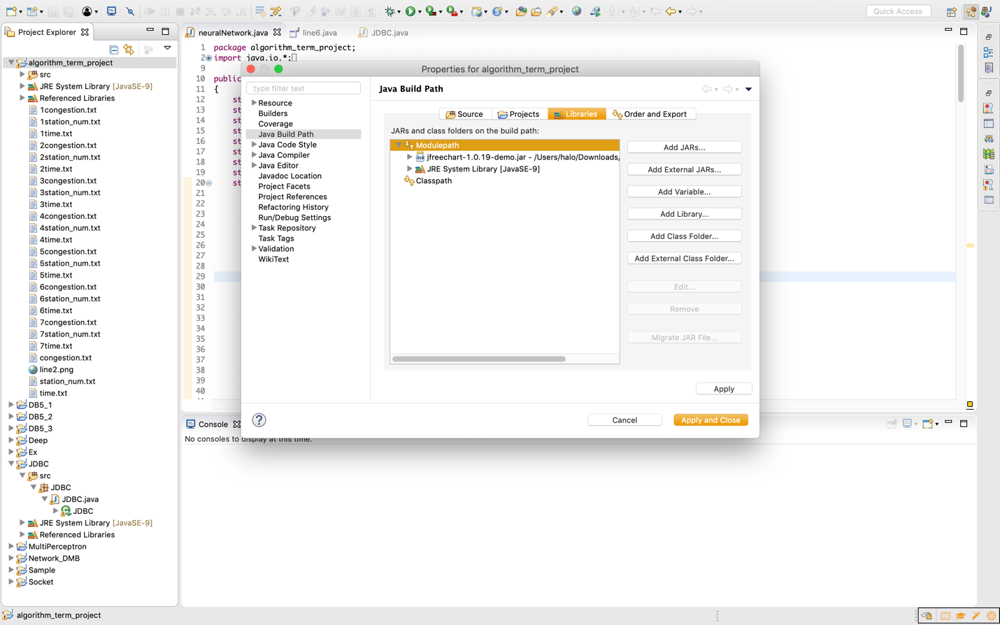 Quick Access
Project Explorer
neuralNetwork.java
line6.java
JDBC.java
algorithm_term_project
src
JRE System Library [JavaSE-9]
Referenced Libraries
1congestion.txt
1station_num.txt
1time.txt
2congestion.txt
2station_num.txt
2time.txt
3congestion.txt
3station_num.txt
3time.txt
4congestion.txt
4station_num.txt
4time.txt
5congestion.txt
5station_num.txt
5time.txt
6congestion.txt
6station_num.txt
6time.txt
7congestion.txt
7station_num.txt
7time.txt
congestion.txt
line2.png
station_num.txt
time.txt
DB5_1
DB5_2
DB5_3
Deep
Ex
JDBC
src
JDBC
JDBC.java
JDBC
JRE System Library [JavaSE-9]
Referenced Libraries
MultiPerceptron
Network_DMB
Sample
Socket
1 package algorithm_term_project;
2 import java.io.*;
9
10 public
11 {
12 st
13 st
14 st
15 st
16 st
17 st
18 st
19 st
20 st
21
22
23
24
25
26
27
28
29
30
31
32
33
34
35
36
37
38
39
40
Properties for algorithm_term_project
type filter text
Resource
Builders
Coverage
Java Build Path
Java Code Style
Java Compiler
Java Editor
Javadoc Location
Project Facets
Project References
Refactoring History
Run/Debug Settings
Task Repository
Task Tags
Validation
WikiText
Java Build Path
Source
Projects
Libraries
Order and Export
JARs and class folders on the build path:
Modulepath
jfreechart-1.0.19-demo.jar - /Users/halo/Downloads/
JRE System Library [JavaSE-9]
Classpath
Add JARs...
Add External JARs...
Add Variable...
Add Library...
Add Class Folder...
Add External Class Folder...
Edit...
Remove
Migrate JAR File...
Apply
Cancel
Apply and Close
Console
No consoles to display at this time.
algorithm_term_project